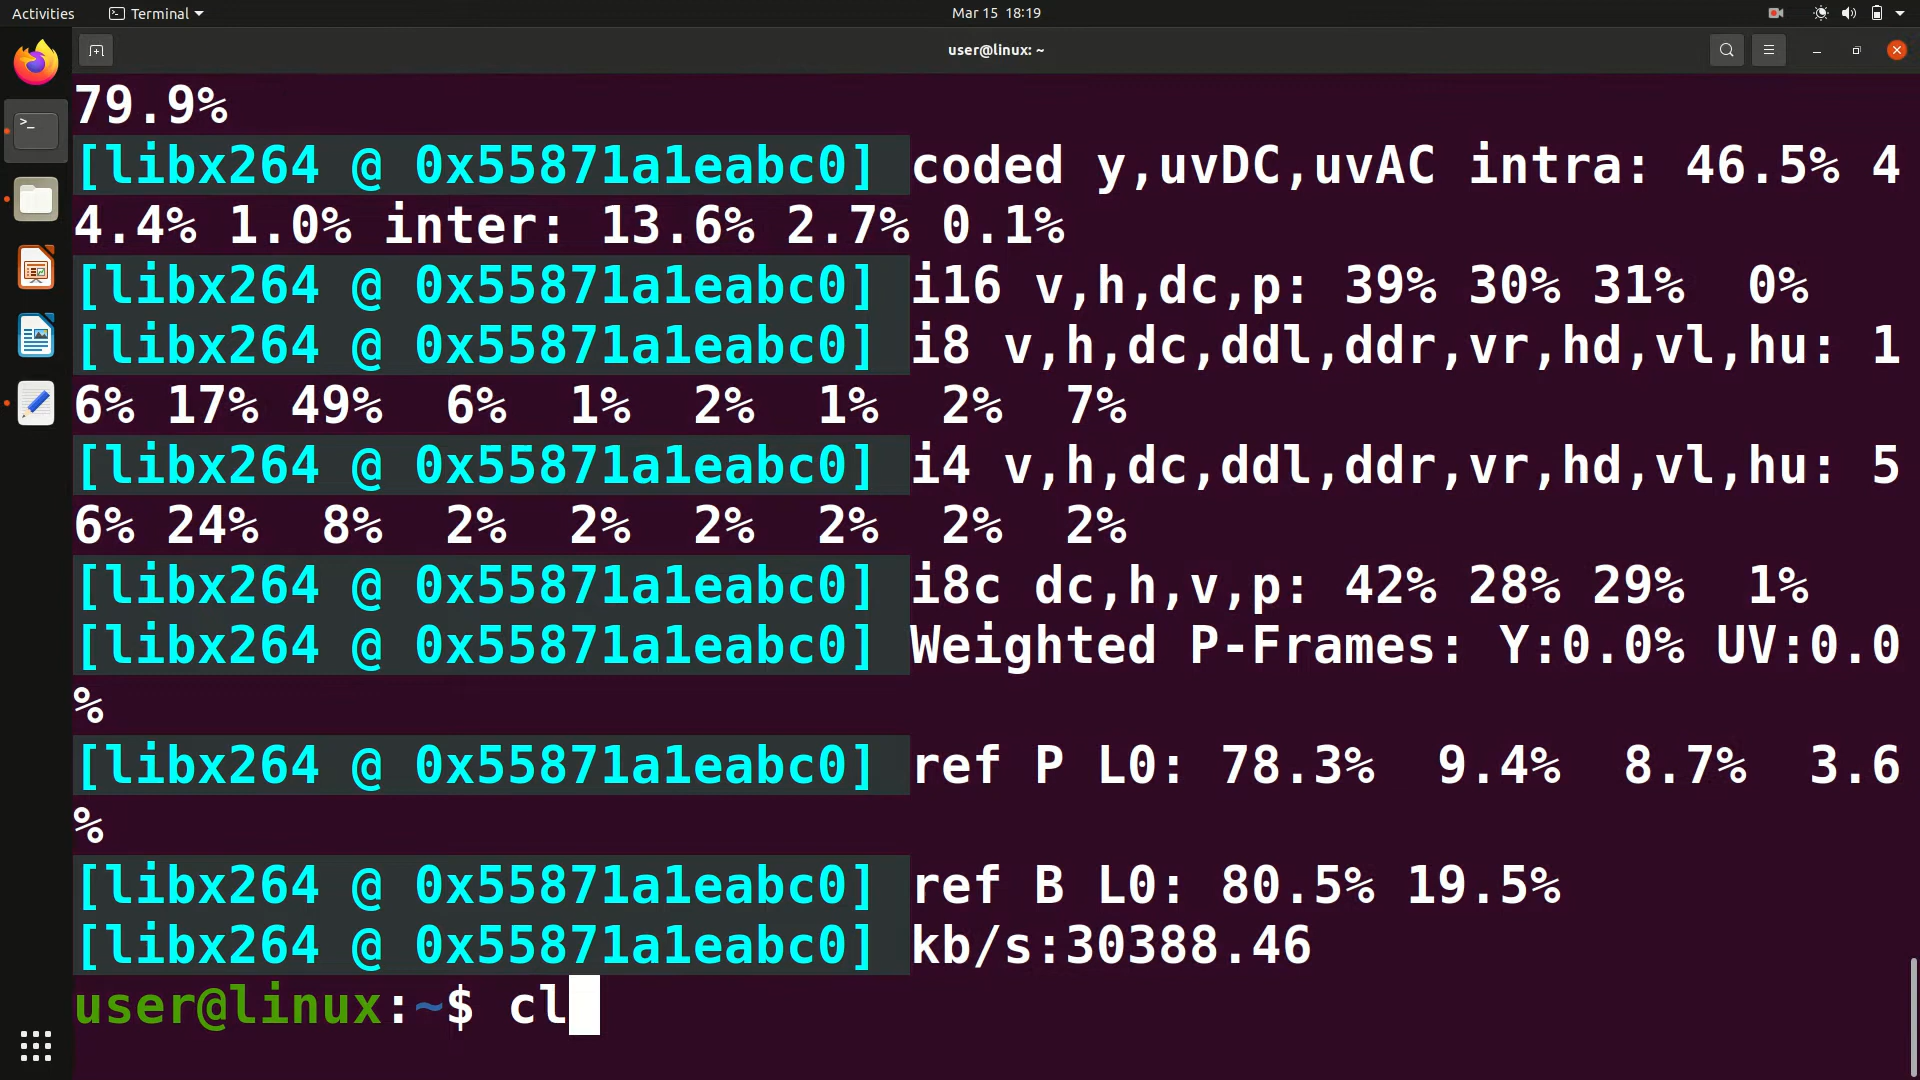 Activities
Terminal
Mar 15 18:19
user@linux: ~
79.9%
[libx264 @ 0x55871a1eabc0] coded y,uvDC,uvAC intra: 46.5% 4
4.4% 1.0% inter: 13.6% 2.7% 0.1%
[libx264 @ 0x55871a1eabc0] i16 v,h,dc,p: 39% 30% 31%  0%
[libx264 @ 0x55871a1eabc0] i8 v,h,dc,ddl,ddr,vr,hd,vl,hu: 1
6% 17% 49%  6%  1%  2%  1%  2%  7%
[libx264 @ 0x55871a1eabc0] i4 v,h,dc,ddl,ddr,vr,hd,vl,hu: 5
6% 24%  8%  2%  2%  2%  2%  2%  2%
[libx264 @ 0x55871a1eabc0] i8c dc,h,v,p: 42% 28% 29%  1%
[libx264 @ 0x55871a1eabc0] Weighted P-Frames: Y:0.0% UV:0.0
%
[libx264 @ 0x55871a1eabc0] ref P L0: 78.3%  9.4%  8.7%  3.6
%
[libx264 @ 0x55871a1eabc0] ref B L0: 80.5% 19.5%
[libx264 @ 0x55871a1eabc0] kb/s:30388.46
user@linux:~$ cl